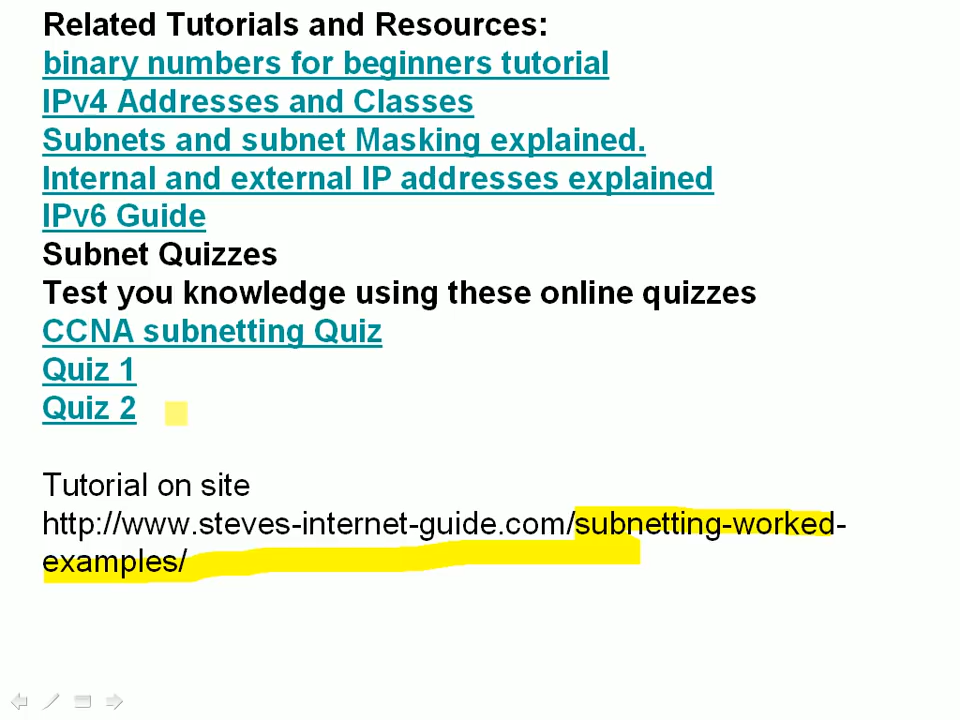 Related Tutorials and Resources:
binary numbers for beginners tutorial
IPv4 Addresses and Classes
Subnets and subnet Masking explained.
Internal and external IP addresses explained
IPv6 Guide
Subnet Quizzes
Test you knowledge using these online quizzes
CCNA subnetting Quiz
Quiz 1
Quiz 2
Tutorial on site
http://www.steves-internet-guide.com/subnetting-worked-
examples/